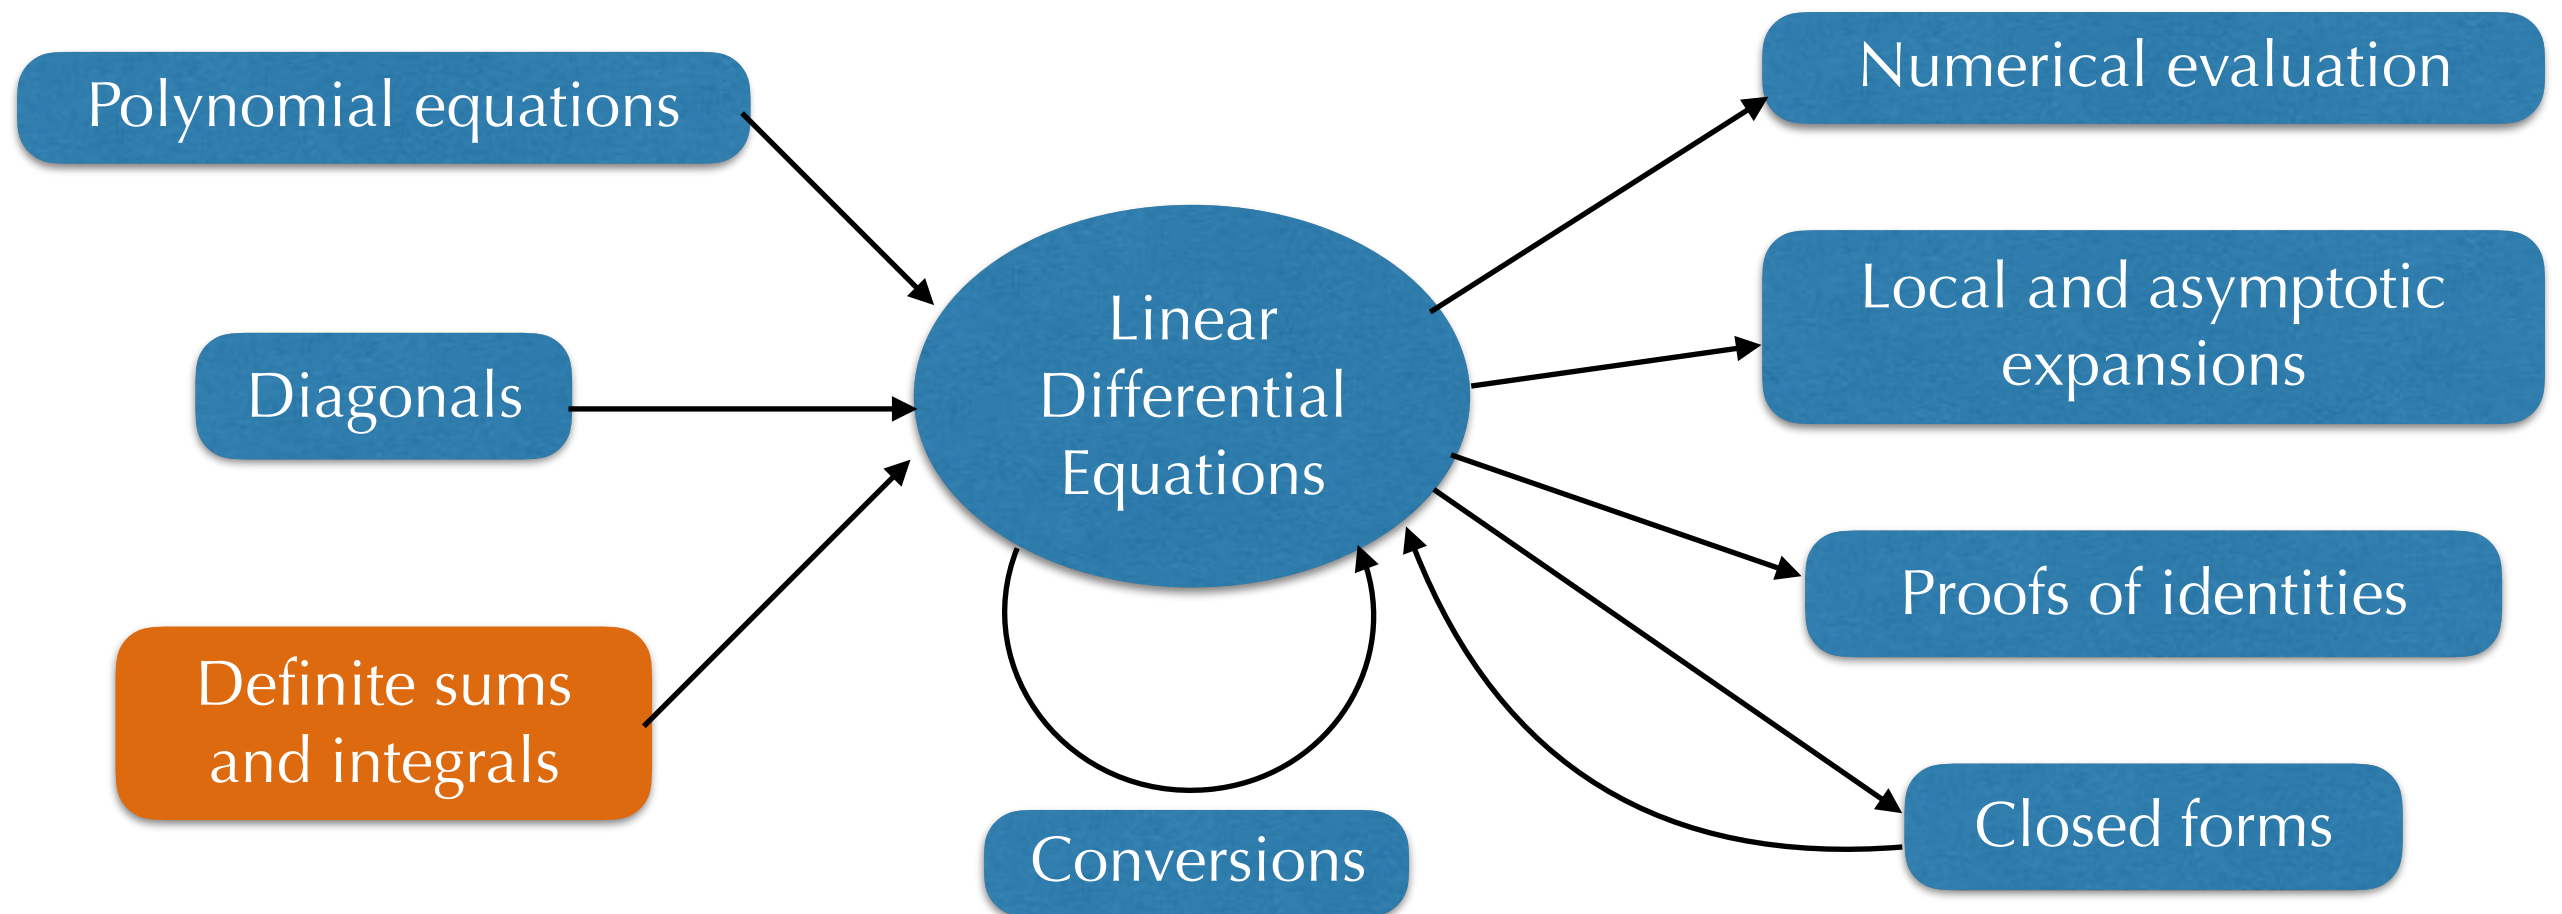 Polynomial equations
Diagonals
Definite sums
and integrals
Linear
Differential
Equations
Conversions
Numerical evaluation
Local and asymptotic
expansions
Proofs of identities
Closed forms